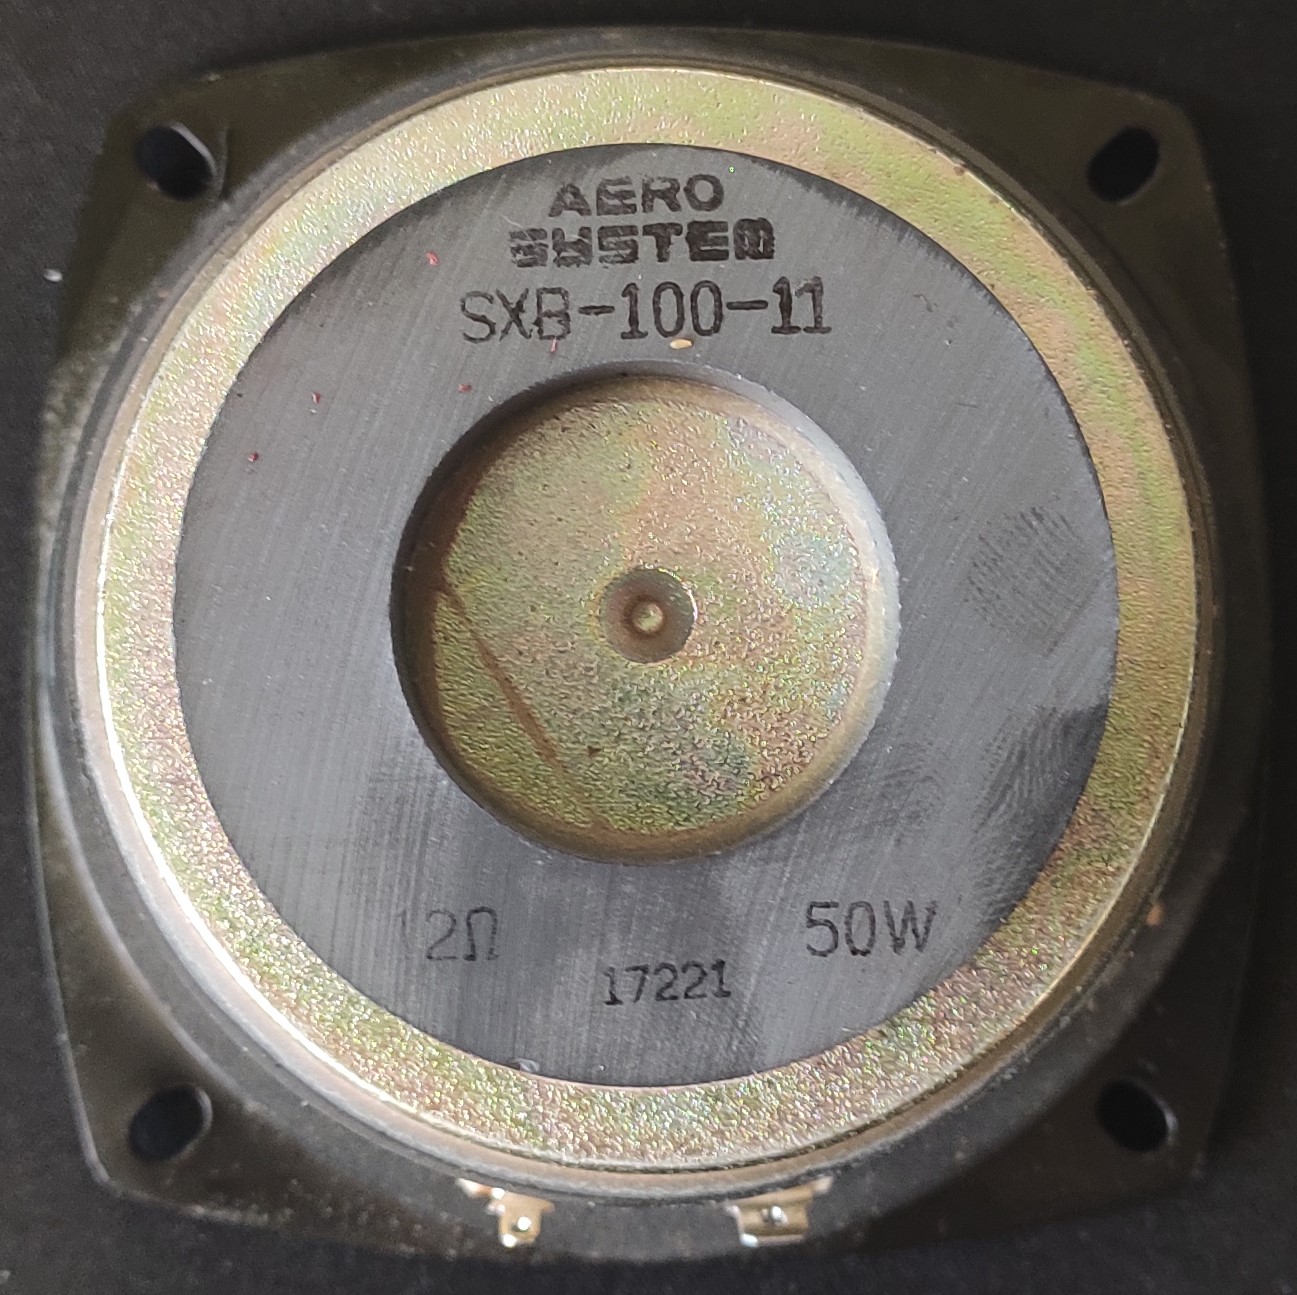 AERO
SYSTEM
SXB-100-11
12Ω 50W
17221